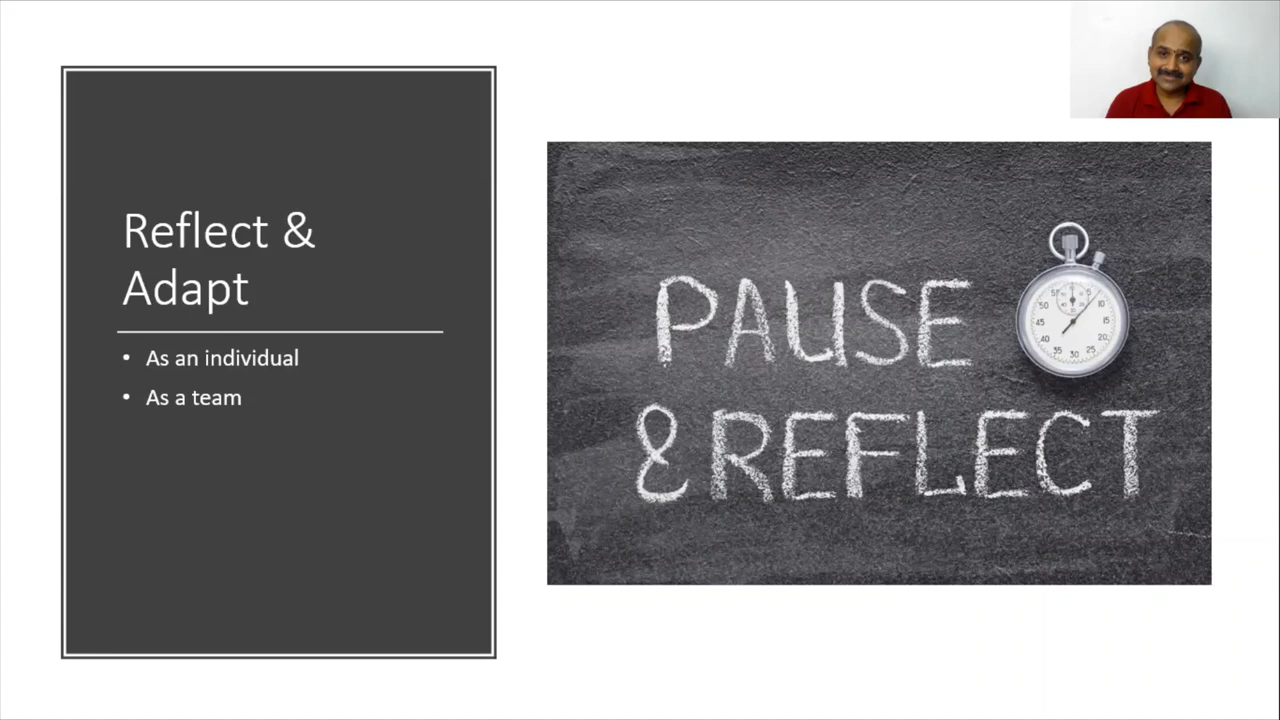 Reflect &
Adapt
• As an individual
• As a team
PAUSE
& REFLECT